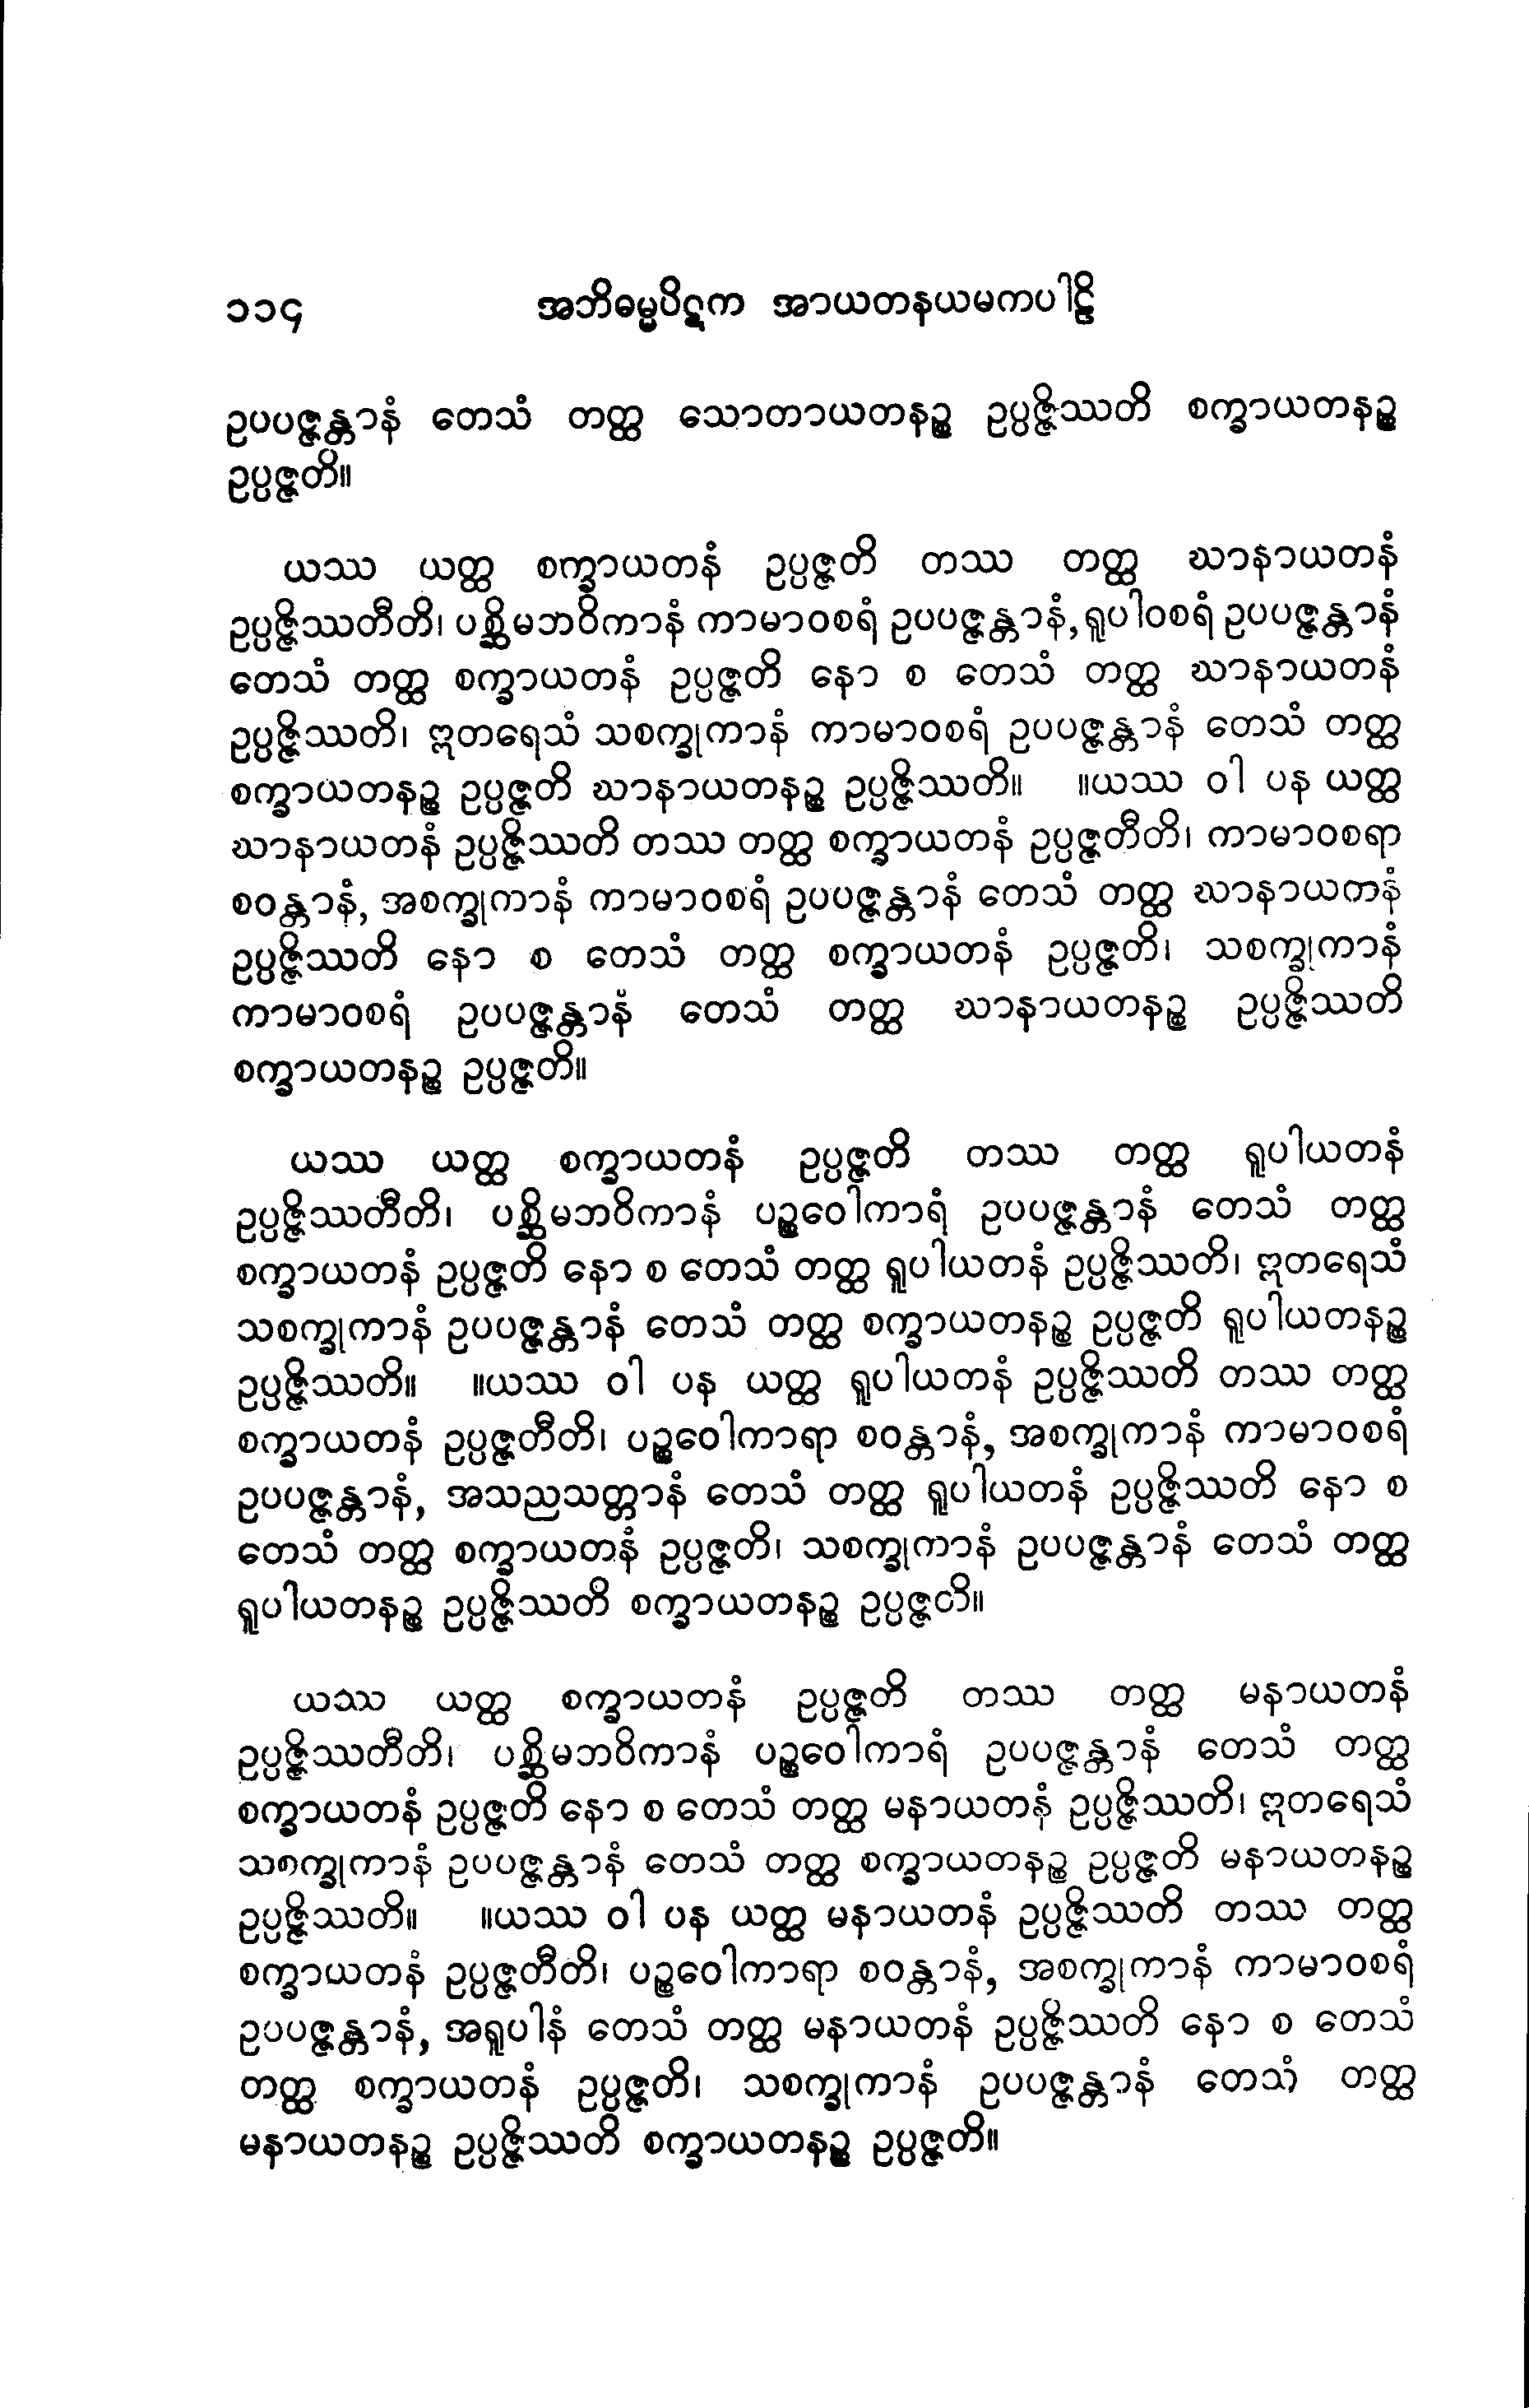 ၁၁၄ အဘိဓမ္မပိဋက အာယတနယမကပါဠိ
ဥပပဇ္ဇန္တာနံ တေသံ တတ္ထ သောတာယတနဉ္စ ဥပ္ပဇ္ဇိဿတိ စက္ခာယတနဉ္စ
ဥပ္ပဇ္ဇတိ။
ယဿ ယတ္ထ စက္ခာယတနံ ဥပ္ပဇ္ဇတိ တဿ တတ္ထ ဃာနာယတနံ
ဥပ္ပဇ္ဇိဿတီတိ၊ ပစ္ဆိမဘဝိကာနံ ကာမာဝစရံ ဥပပဇ္ဇန္တာနံ, ရူပါဝစရံ ဥပပဇ္ဇန္တာနံ
တေသံ တတ္ထ စက္ခာယတနံ ဥပ္ပဇ္ဇတိ နော စ တေသံ တတ္ထ ဃာနာယတနံ
ဥပ္ပဇ္ဇိဿတိ၊ ဣတရေသံ သစက္ခုကာနံ ကာမာဝစရံ ဥပပဇ္ဇန္တာနံ တေသံ တတ္ထ
စက္ခာယတနဉ္စ ဥပ္ပဇ္ဇတိ ဃာနာယတနဉ္စ ဥပ္ပဇ္ဇိဿတိ။ ။ယဿ ဝါ ပန ယတ္ထ
ဃာနာယတနံ ဥပ္ပဇ္ဇိဿတိ တဿ တတ္ထ စက္ခာယတနံ ဥပ္ပဇ္ဇတီတိ၊ ကာမာဝစရာ
စဝန္တာနံ, အစက္ခုကာနံ ကာမာဝစရံ ဥပပဇ္ဇန္တာနံ တေသံ တတ္ထ ဃာနာယတနံ
ဥပ္ပဇ္ဇိဿတိ နော စ တေသံ တတ္ထ စက္ခာယတနံ ဥပ္ပဇ္ဇတိ၊ သစက္ခုကာနံ
ကာမာဝစရံ ဥပပဇ္ဇန္တာနံ တေသံ တတ္ထ ဃာနာယတနဉ္စ ဥပ္ပဇ္ဇိဿတိ
စက္ခာယတနဉ္စ ဥပ္ပဇ္ဇတိ။
ယဿ ယတ္ထ စက္ခာယတနံ ဥပ္ပဇ္ဇတိ တဿ တတ္ထ ရူပါယတနံ
ဥပ္ပဇ္ဇိဿတီတိ၊ ပစ္ဆိမဘဝိကာနံ ပဉ္စဝေါကာရံ ဥပပဇ္ဇန္တာနံ တေသံ တတ္ထ
စက္ခာယတနံ ဥပ္ပဇ္ဇတိ နော စ တေသံ တတ္ထ ရူပါယတနံ ဥပ္ပဇ္ဇိဿတိ၊ ဣတရေသံ
သစက္ခုကာနံ ဥပပဇ္ဇန္တာနံ တေသံ တတ္ထ စက္ခာယတနဉ္စ ဥပ္ပဇ္ဇတိ ရူပါယတနဉ္စ
ဥပ္ပဇ္ဇိဿတိ။ ။ယဿ ဝါ ပန ယတ္ထ ရူပါယတနံ ဥပ္ပဇ္ဇိဿတိ တဿ တတ္ထ
စက္ခာယတနံ ဥပ္ပဇ္ဇတီတိ၊ ပဉ္စဝေါကာရာ စဝန္တာနံ, အစက္ခုကာနံ ကာမာဝစရံ
ဥပပဇ္ဇန္တာနံ, အသညသတ္တာနံ တေသံ တတ္ထ ရူပါယတနံ ဥပ္ပဇ္ဇိဿတိ နော စ
တေသံ တတ္ထ စက္ခာယတနံ ဥပ္ပဇ္ဇတိ၊ သစက္ခုကာနံ ဥပပဇ္ဇန္တာနံ တေသံ တတ္ထ
ရူပါယတနဉ္စ ဥပ္ပဇ္ဇိဿတိ စက္ခာယတနဉ္စ ဥပ္ပဇ္ဇတိ။
ယဿ ယတ္ထ စက္ခာယတနံ ဥပ္ပဇ္ဇတိ တဿ တတ္ထ မနာယတနံ
ဥပ္ပဇ္ဇိဿတီတိ၊ ပစ္ဆိမဘဝိကာနံ ပဉ္စဝေါကာရံ ဥပပဇ္ဇန္တာနံ တေသံ တတ္ထ
စက္ခာယတနံ ဥပ္ပဇ္ဇတိ နော စ တေသံ တတ္ထ မနာယတနံ ဥပ္ပဇ္ဇိဿတိ၊ ဣတရေသံ
သစက္ခုကာနံ ဥပပဇ္ဇန္တာနံ တေသံ တတ္ထ စက္ခာယတနဉ္စ ဥပ္ပဇ္ဇတိ မနာယတနဉ္စ
ဥပ္ပဇ္ဇိဿတိ။ ။ယဿ ဝါ ပန ယတ္ထ မနာယတနံ ဥပ္ပဇ္ဇိဿတိ တဿ တတ္ထ
စက္ခာယတနံ ဥပ္ပဇ္ဇတီတိ၊ ပဉ္စဝေါကာရာ စဝန္တာနံ, အစက္ခုကာနံ ကာမာဝစရံ
ဥပပဇ္ဇန္တာနံ, အရူပါနံ တေသံ တတ္ထ မနာယတနံ ဥပ္ပဇ္ဇိဿတိ နော စ တေသံ
တတ္ထ စက္ခာယတနံ ဥပ္ပဇ္ဇတိ၊ သစက္ခုကာနံ ဥပပဇ္ဇန္တာနံ တေသံ တတ္ထ
မနာယတနဉ္စ ဥပ္ပဇ္ဇိဿတိ စက္ခာယတနဉ္စ ဥပ္ပဇ္ဇတိ။